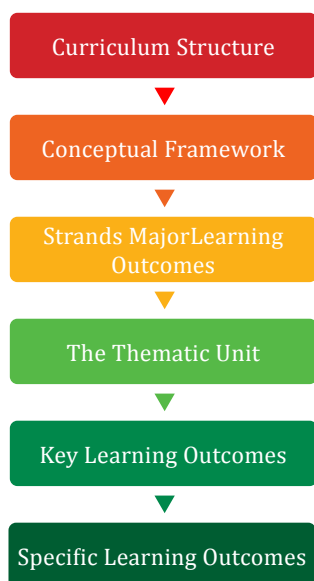 Curriculum Structure
Conceptual Framework
Strands MajorLearning
Outcomes
The Thematic Unit
Key Learning Outcomes
Specific Learning Outcomes